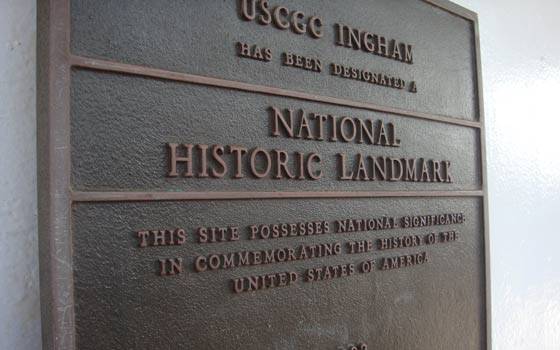 USCGC INGHAM
HAS BEEN DESIGNATED A
NATIONAL
HISTORIC LANDMARK
THIS SITE POSSESSES NATIONAL SIGNIFICANCE
IN COMMEMORATING THE HISTORY OF THE
UNITED STATES OF AMERICA